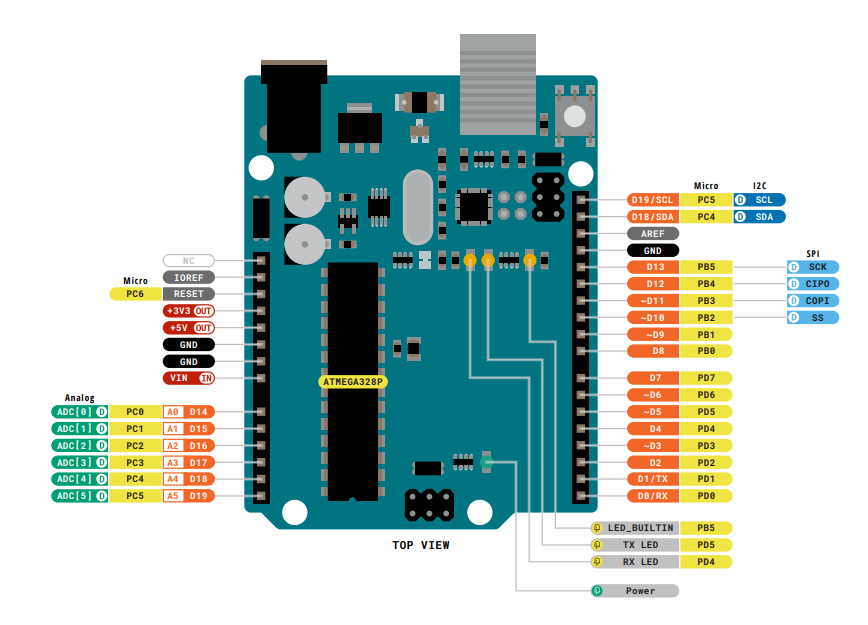 Micro I2C
D19/SCL PC5 D SCL
D18/SDA PC4 D SDA
AREF
GND
SPI
D13 PB5 D SCK
D12 PB4 D CIPO
~D11 PB3 D COPI
~D10 PB2 D SS
~D9 PB1
D8 PB0
D7 PD7
~D6 PD6
~D5 PD5
D4 PD4
~D3 PD3
D2 PD2
D1/TX PD1
D0/RX PD0
NC
IOREF
Micro
PC6 RESET
+3V3 OUT
+5V OUT
GND
GND
VIN IN
Analog
ADC[0] D PC0 A0 D14
ADC[1] D PC1 A1 D15
ADC[2] D PC2 A2 D16
ADC[3] D PC3 A3 D17
ADC[4] D PC4 A4 D18
ADC[5] D PC5 A5 D19
ATMEGA328P
TOP VIEW
LED_BUILTIN PB5
TX LED PD5
RX LED PD4
Power